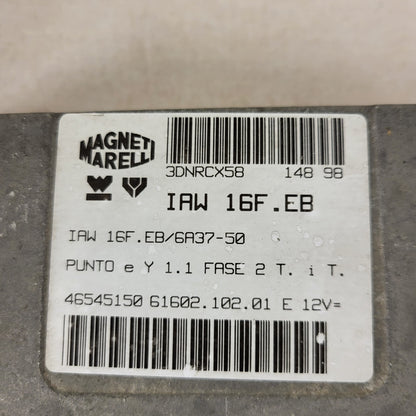 MAGNETI
MARELLI
3DNRCX58 148 98
IAW 16F.EB
IAW 16F.EB/6A37-50
PUNTO e Y 1.1 FASE 2 T. i T.
46545150 61602.102.01 E 12V=